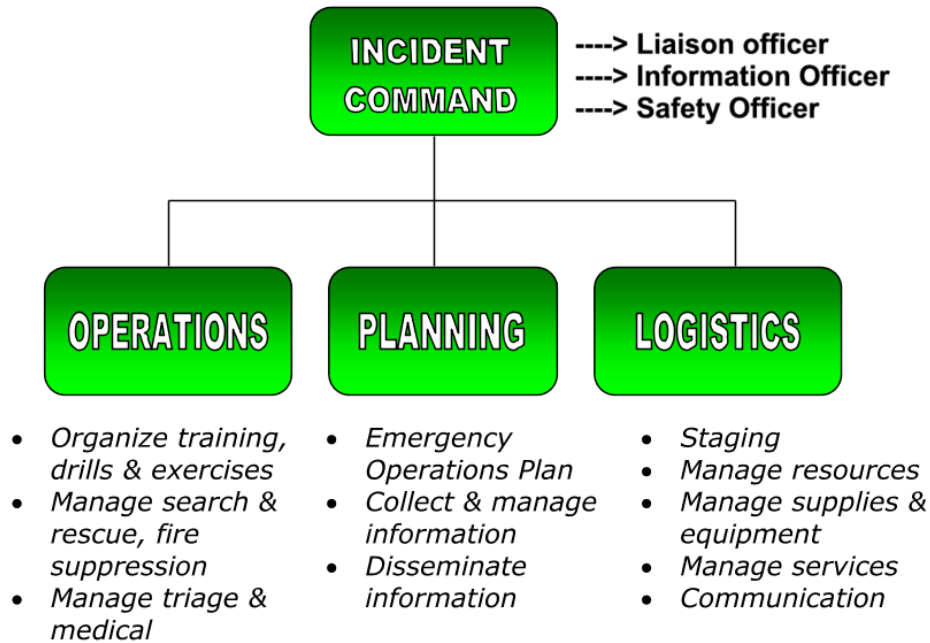 INCIDENT
COMMAND
----> Liaison officer
----> Information Officer
----> Safety Officer
OPERATIONS
PLANNING
LOGISTICS
• Organize training,
drills & exercises
• Manage search &
rescue, fire
suppression
• Manage triage &
medical
• Emergency
Operations Plan
• Collect & manage
information
• Disseminate
information
• Staging
• Manage resources
• Manage supplies &
equipment
• Manage services
• Communication